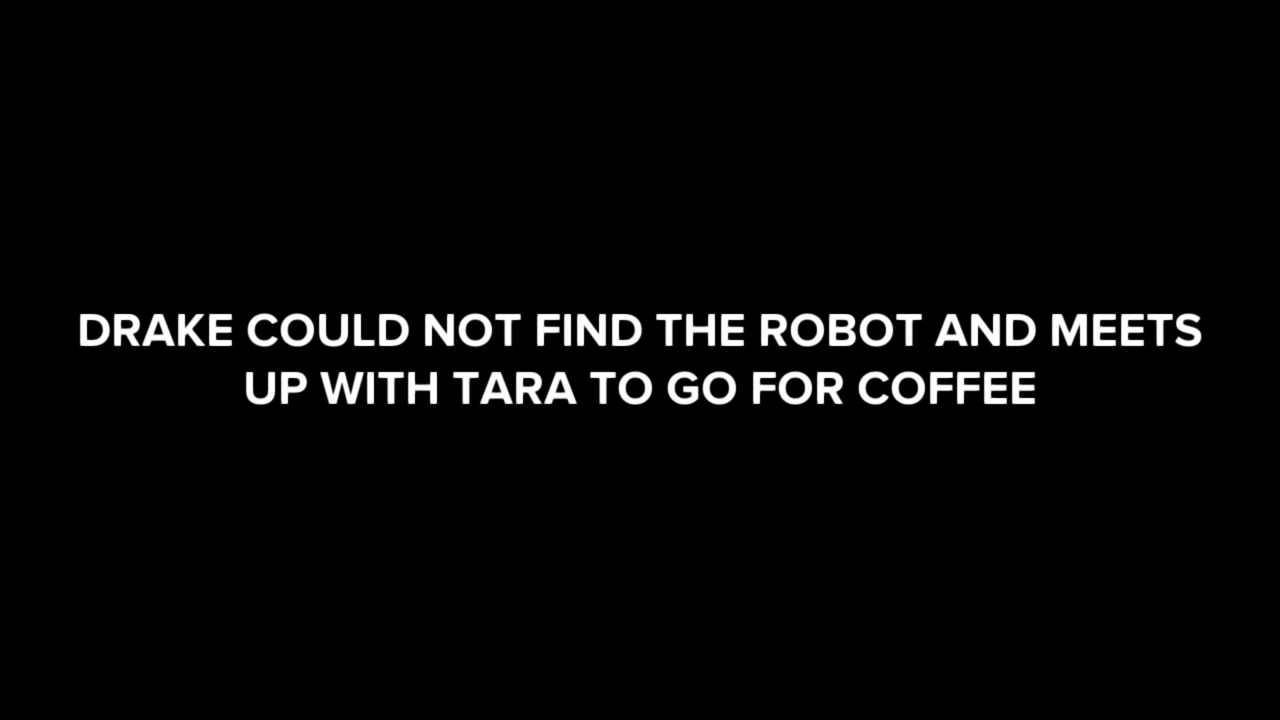 DRAKE COULD NOT FIND THE ROBOT AND MEETS
UP WITH TARA TO GO FOR COFFEE